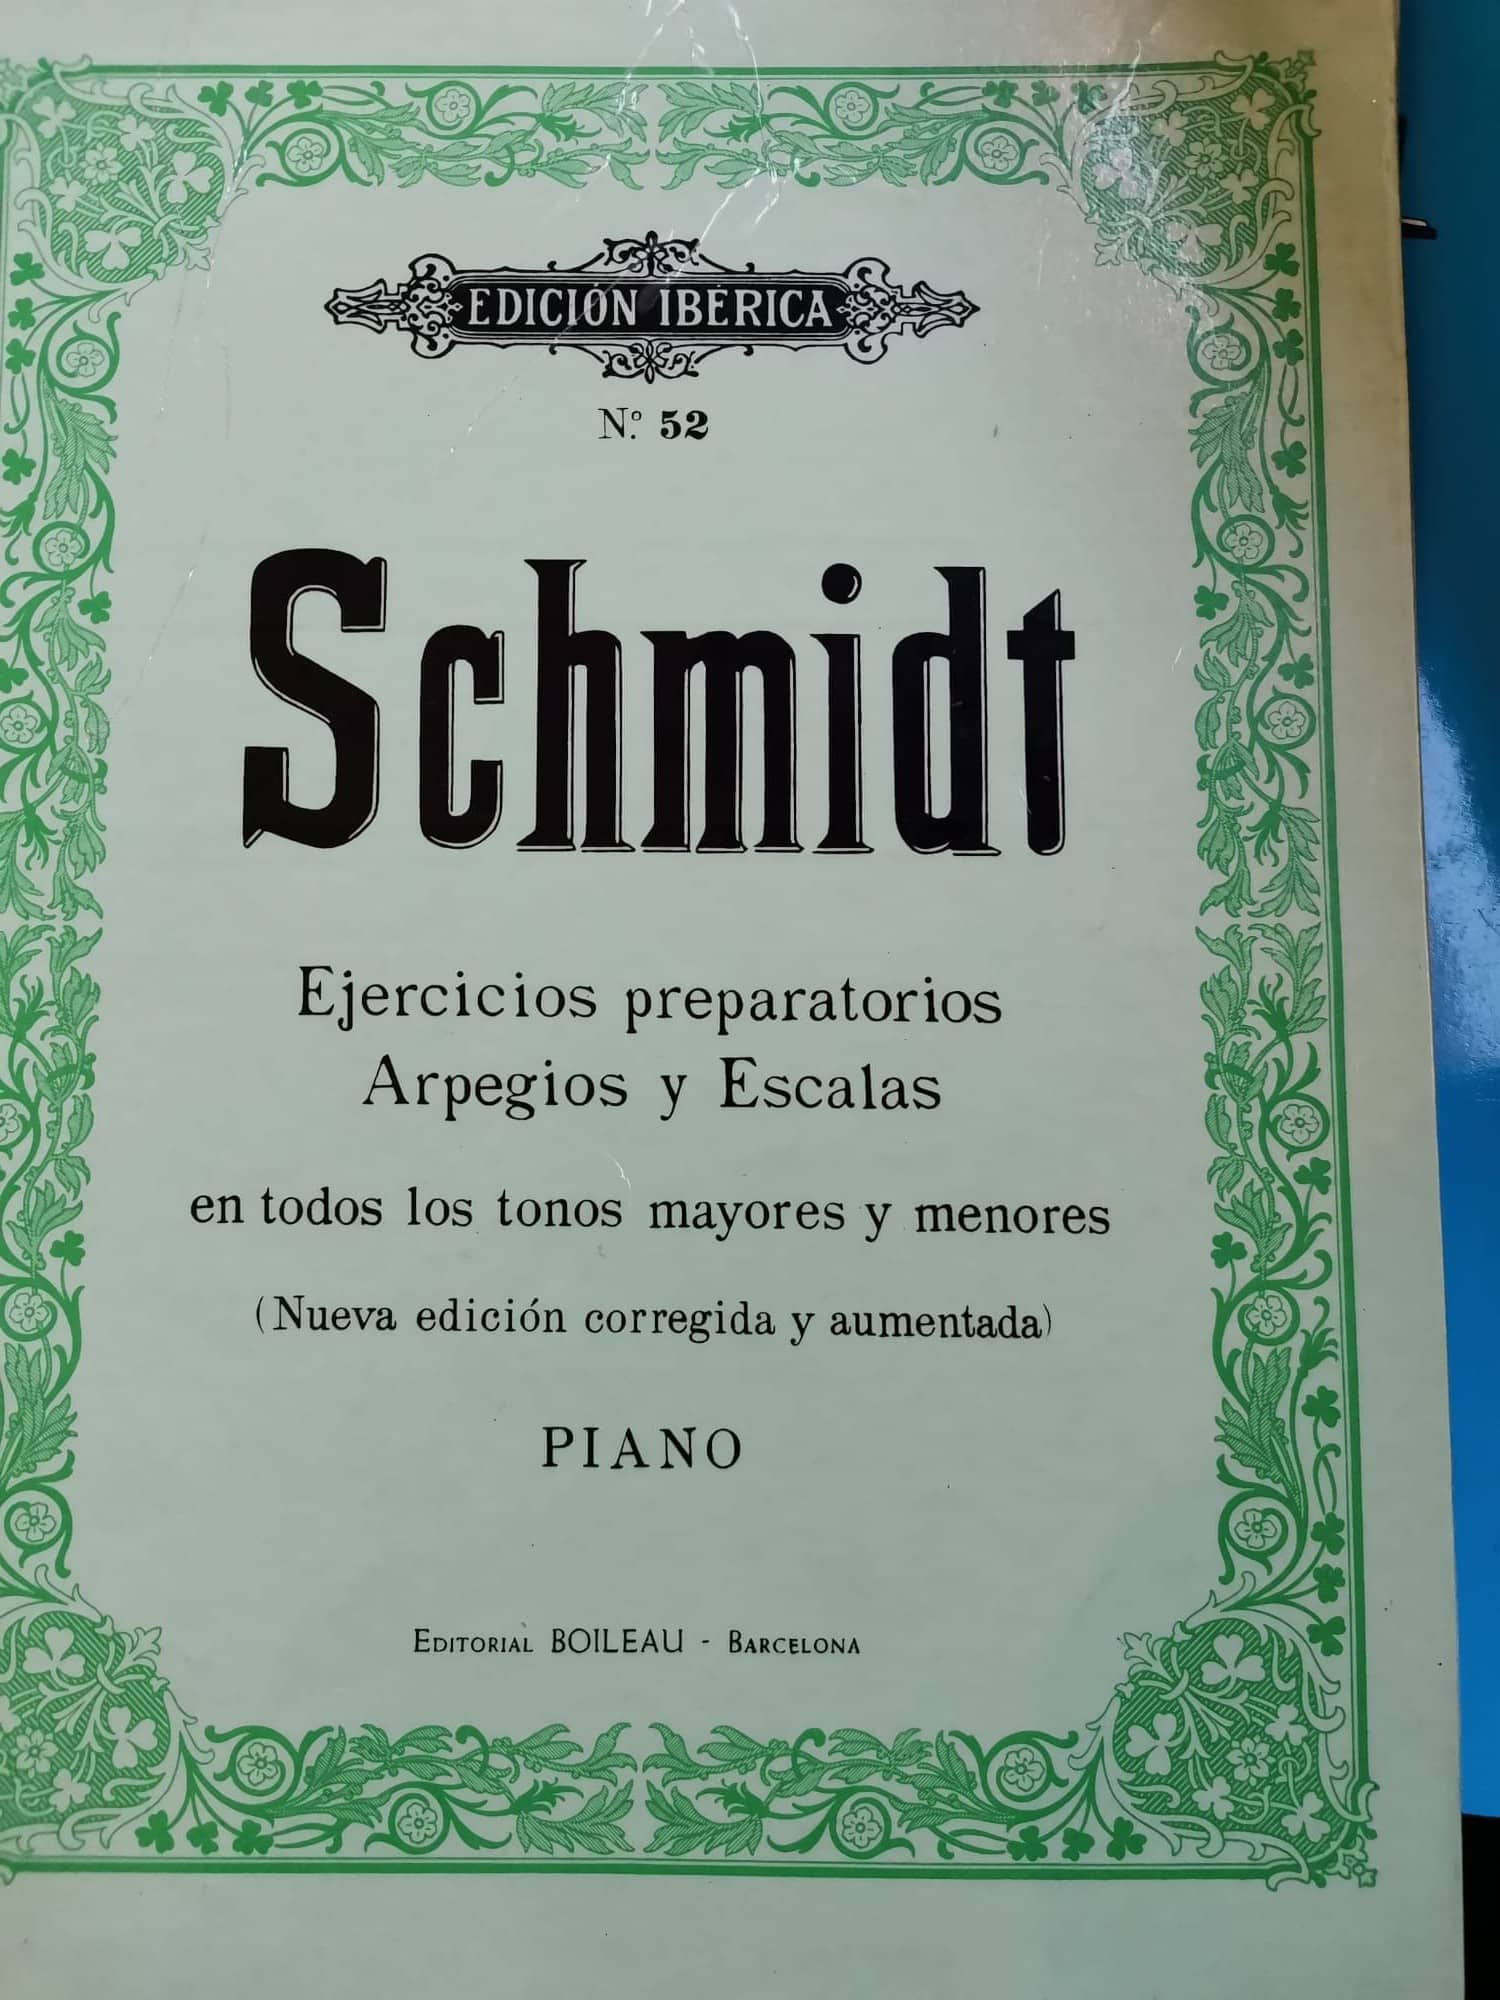 EDICIÓN IBÉRICA
N.º 52
Schmidt
Ejercicios preparatorios
Arpegios y Escalas
en todos los tonos mayores y menores
(Nueva edición corregida y aumentada)
PIANO
EDITORIAL BOILEAU - BARCELONA